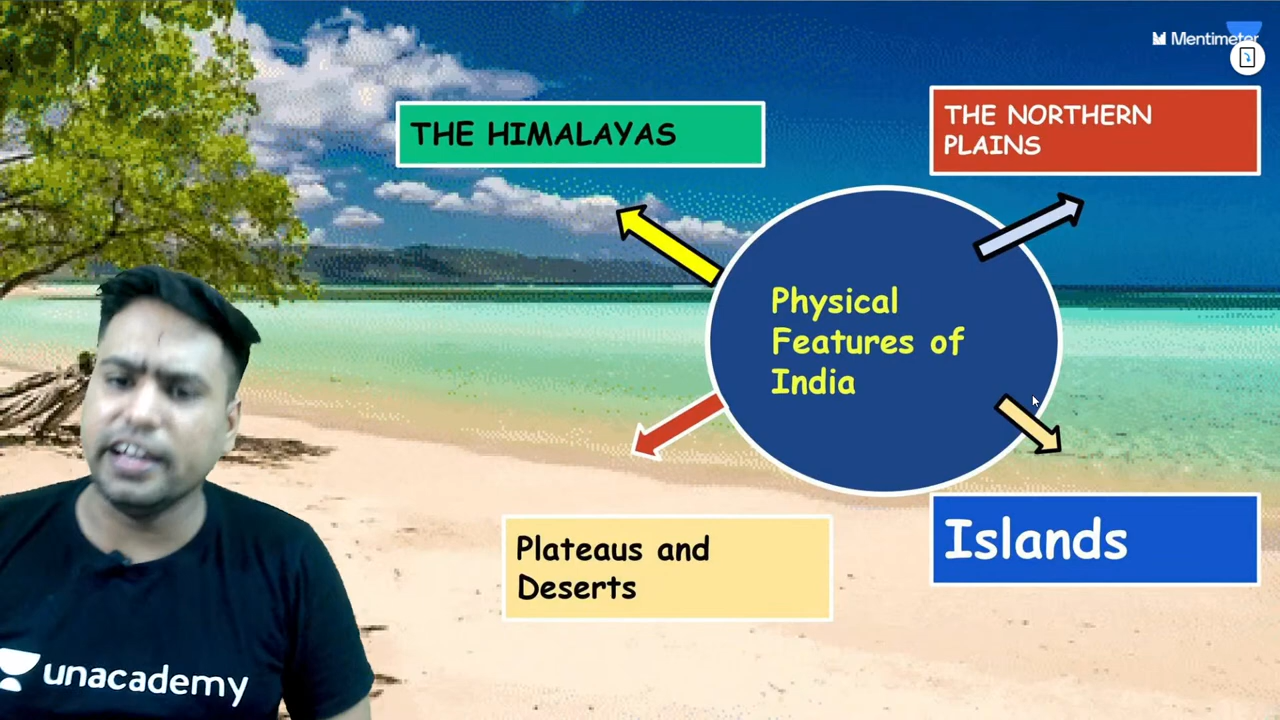 Mentimeter
THE HIMALAYAS
THE NORTHERN
PLAINS
Physical
Features of
India
Plateaus and
Deserts
Islands
unacademy